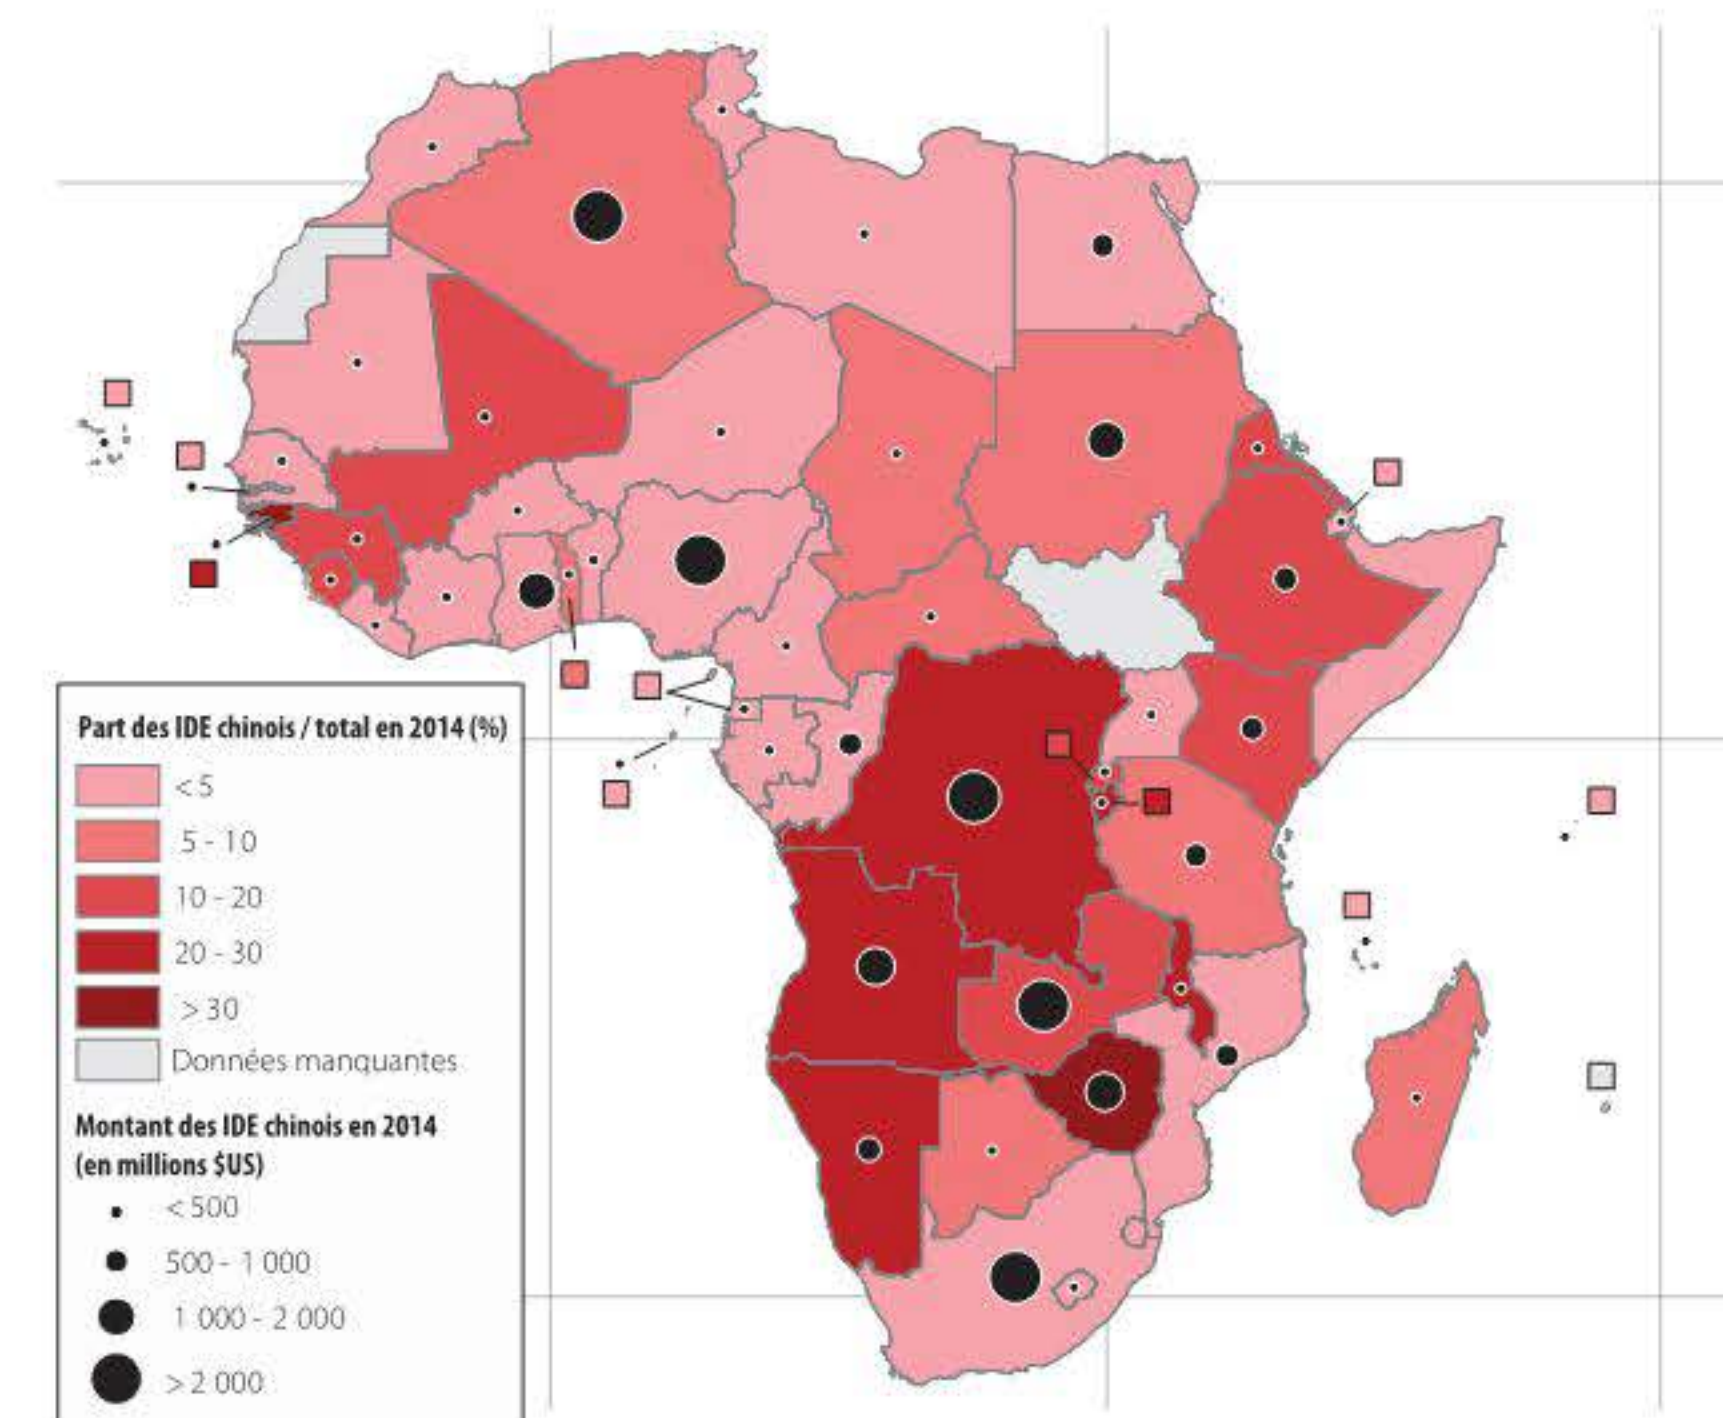 Part des IDE chinois / total en 2014 (%)
< 5
5 - 10
10 - 20
20 - 30
> 30
Données manquantes
Montant des IDE chinois en 2014
(en millions $US)
< 500
500 - 1 000
1 000 - 2 000
> 2 000